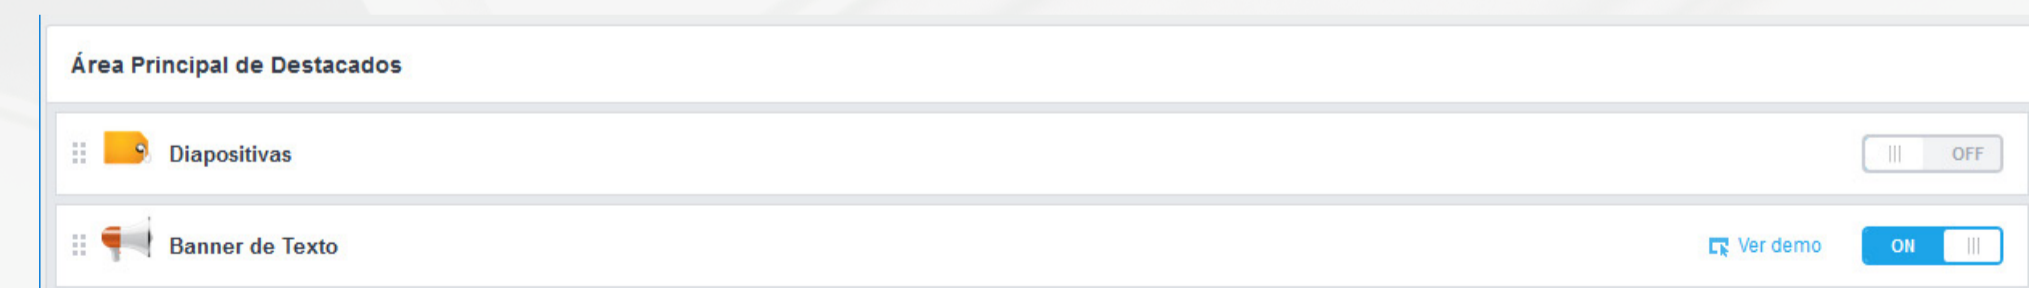 Área Principal de Destacados
Diapositivas OFF
Banner de Texto Ver demo ON